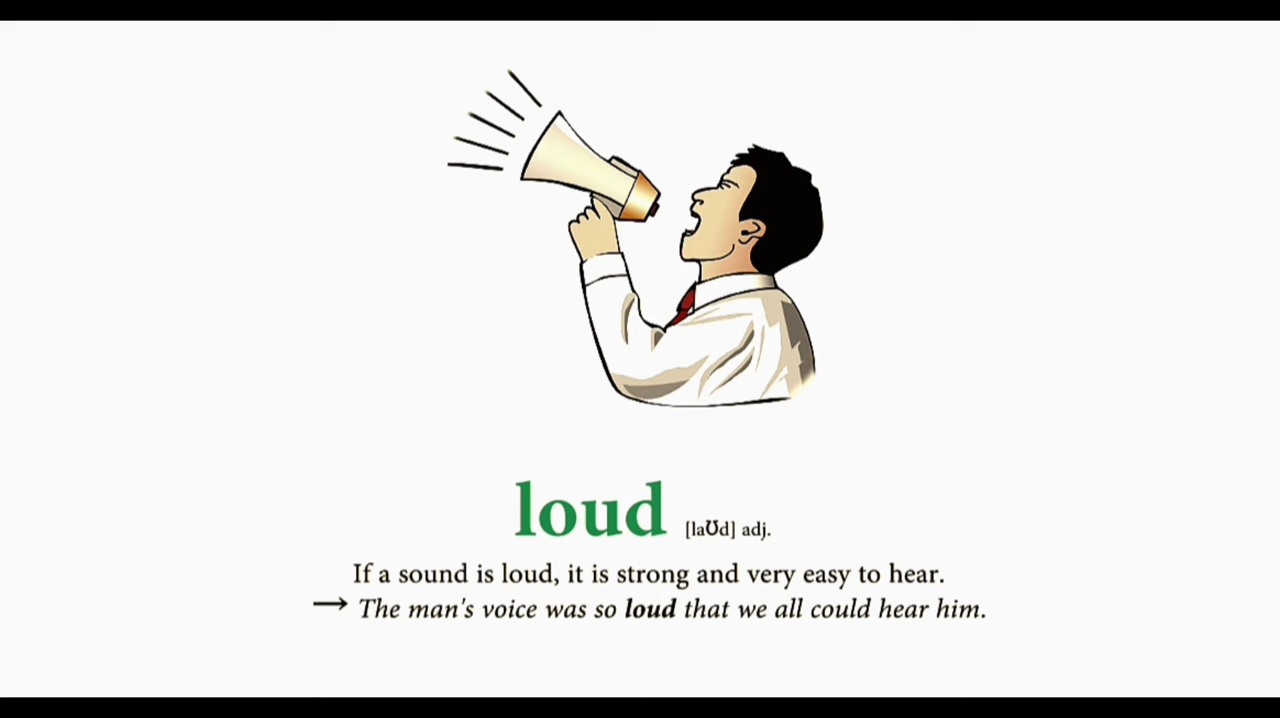 loud [laʊd] adj.
If a sound is loud, it is strong and very easy to hear.
→ The man's voice was so loud that we all could hear him.